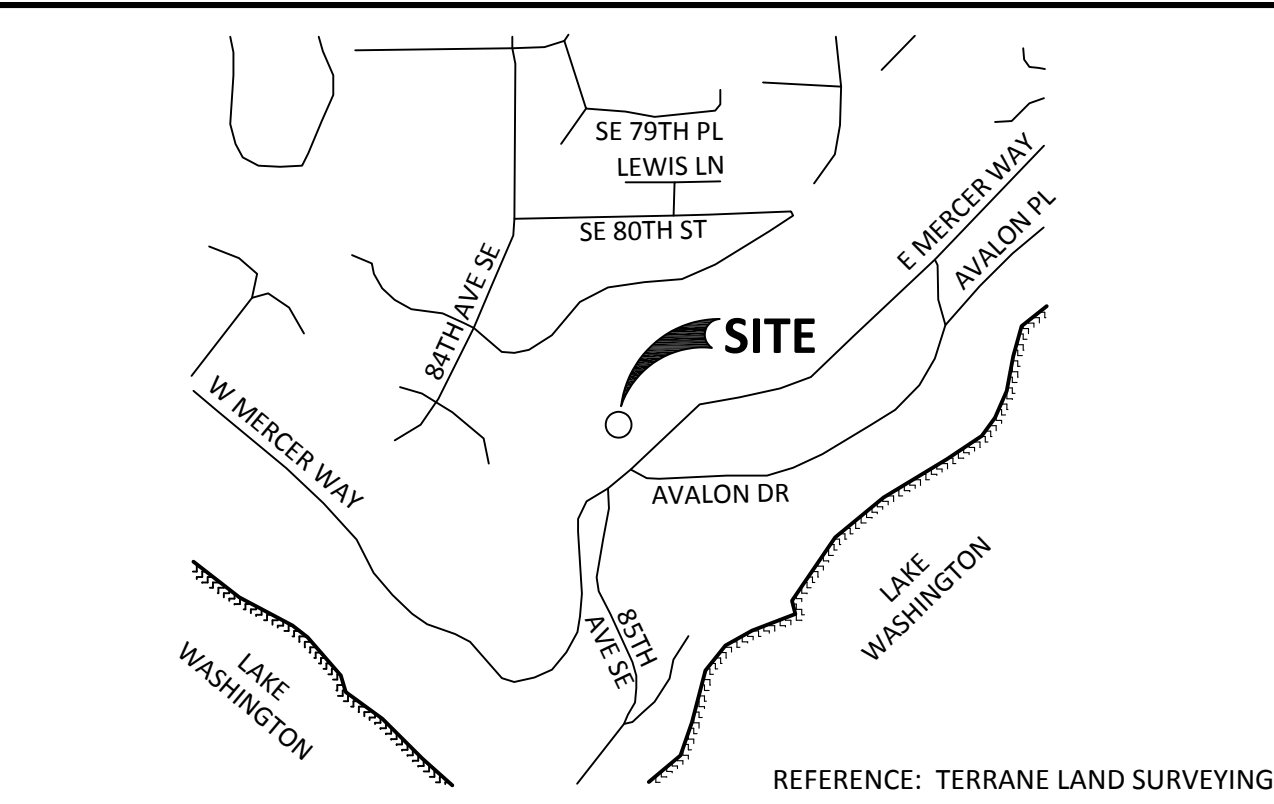 SE 79TH PL
LEWIS LN
SE 80TH ST
E MERCER WAY
AVALON PL
84TH AVE SE
SITE
W MERCER WAY
AVALON DR
85TH
AVE SE
LAKE
WASHINGTON
LAKE
WASHINGTON
REFERENCE: TERRANE LAND SURVEYING